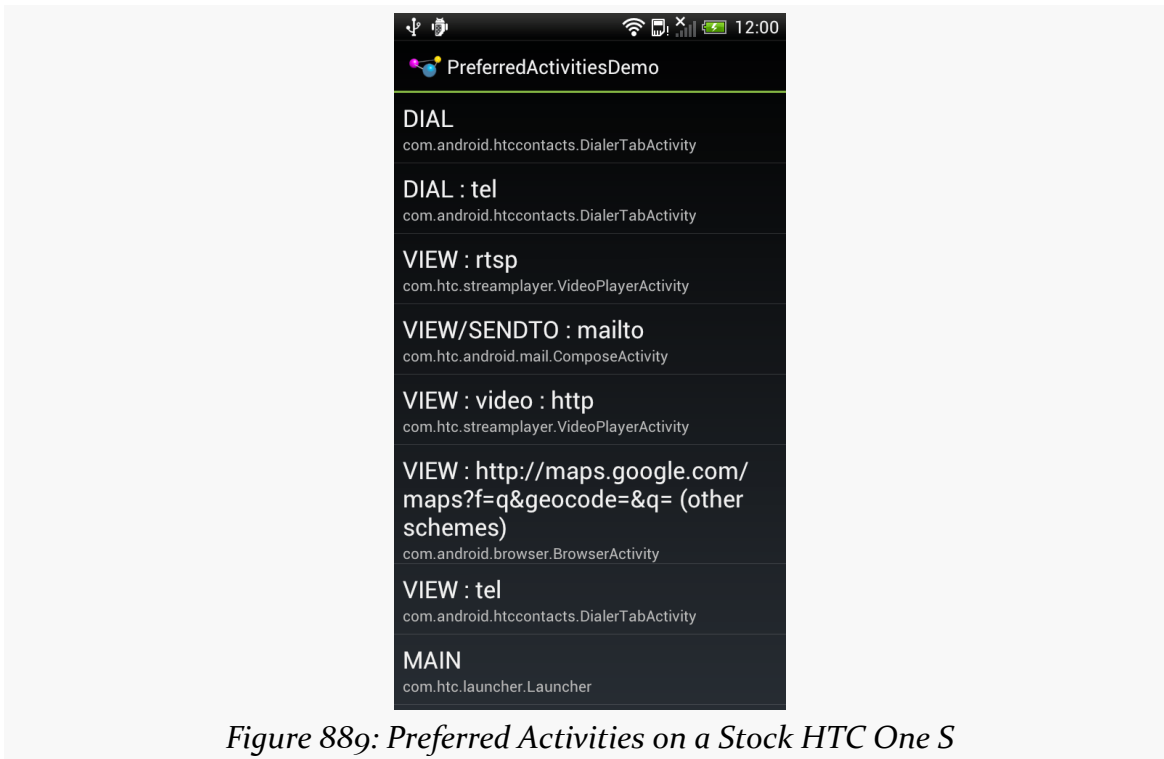 12:00
PreferredActivitiesDemo
DIAL
com.android.htccontacts.DialerTabActivity
DIAL : tel
com.android.htccontacts.DialerTabActivity
VIEW : rtsp
com.htc.streamplayer.VideoPlayerActivity
VIEW/SENDTO : mailto
com.htc.android.mail.ComposeActivity
VIEW : video : http
com.htc.streamplayer.VideoPlayerActivity
VIEW : http://maps.google.com/
maps?f=q&geocode=&q= (other
schemes)
com.android.browser.BrowserActivity
VIEW : tel
com.android.htccontacts.DialerTabActivity
MAIN
com.htc.launcher.Launcher
Figure 889: Preferred Activities on a Stock HTC One S